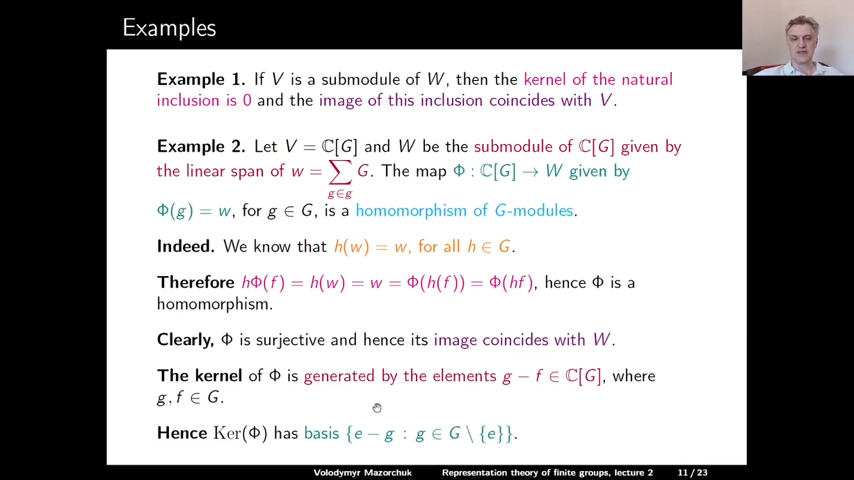 Examples
Example 1. If V is a submodule of W, then the kernel of the natural
inclusion is 0 and the image of this inclusion coincides with V.
Example 2. Let V = ℂ[G] and W be the submodule of ℂ[G] given by
the linear span of w = ∑_{g∈g} G. The map Φ : ℂ[G] → W given by
Φ(g) = w, for g ∈ G, is a homomorphism of G-modules.
Indeed. We know that h(w) = w, for all h ∈ G.
Therefore hΦ(f) = h(w) = w = Φ(h(f)) = Φ(hf), hence Φ is a
homomorphism.
Clearly, Φ is surjective and hence its image coincides with W.
The kernel of Φ is generated by the elements g − f ∈ ℂ[G], where
g, f ∈ G.
Hence Ker(Φ) has basis {e − g : g ∈ G \ {e}}.
Volodymyr Mazorchuk Representation theory of finite groups, lecture 2 11 / 23